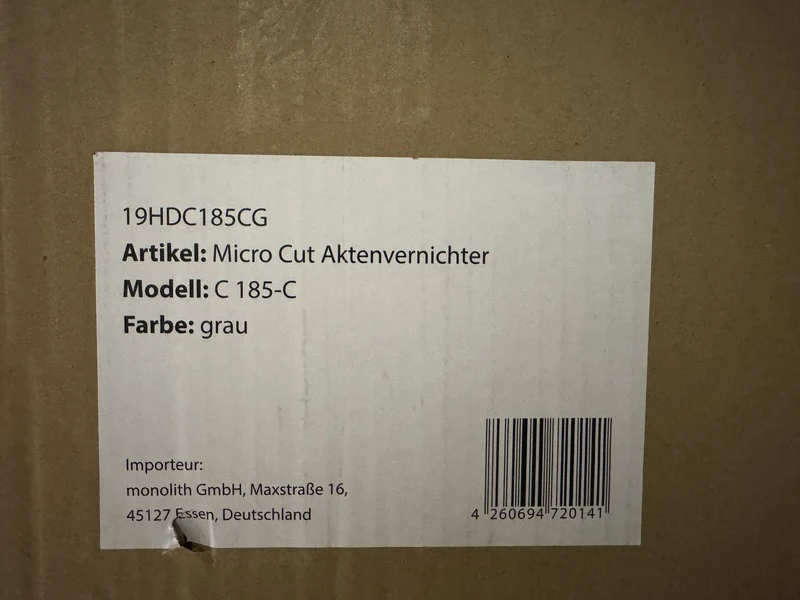 19HDC185CG
Artikel: Micro Cut Aktenvernichter
Modell: C 185-C
Farbe: grau
Importeur:
monolith GmbH, Maxstraße 16,
45127 Essen, Deutschland
4 260694 720141